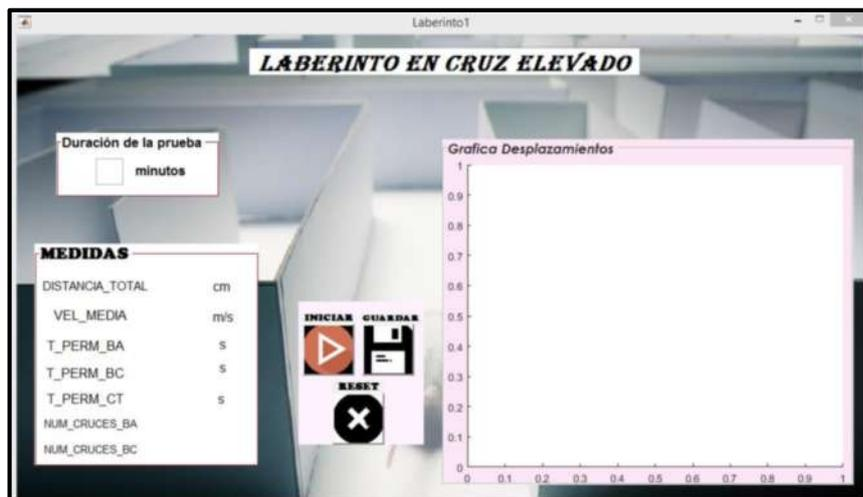 Laberinto1
LABERINTO EN CRUZ ELEVADO
Duración de la prueba
minutos
MEDIDAS
DISTANCIA_TOTAL cm
VEL_MEDIA m/s
T_PERM_BA s
T_PERM_BC s
T_PERM_CT s
NUM_CRUCES_BA
NUM_CRUCES_BC
INICIAR GUARDAR
RESET
Grafica Desplazamientos
1
0.9
0.8
0.7
0.6
0.5
0.4
0.3
0.2
0.1
0
0 0.1 0.2 0.3 0.4 0.5 0.6 0.7 0.8 0.9 1